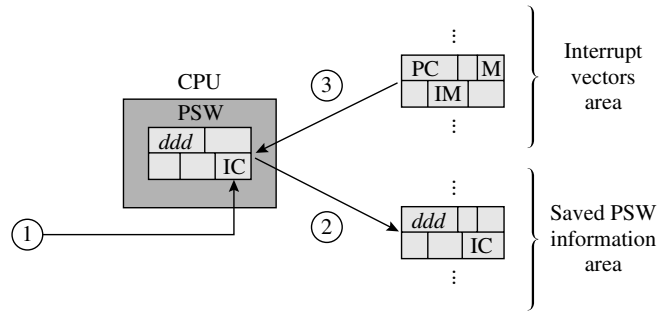 CPU
PSW
ddd
IC
1
2
3
...
PC M
IM
...
Interrupt
vectors
area
...
ddd
IC
...
Saved PSW
information
area